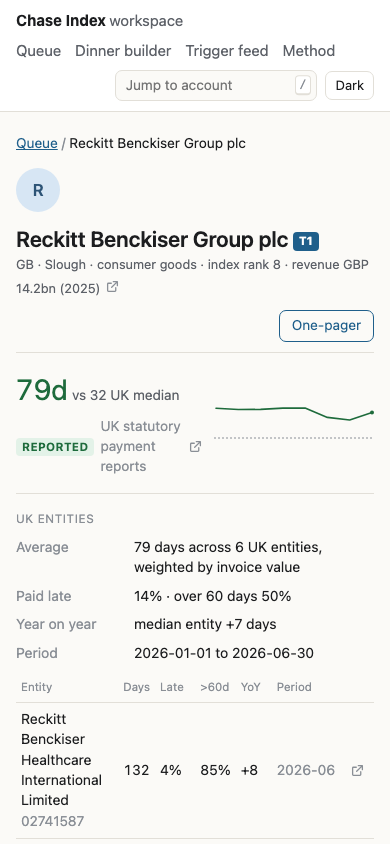 Chase Index workspace
Queue Dinner builder Trigger feed Method
Jump to account / Dark
Queue / Reckitt Benckiser Group plc
R
Reckitt Benckiser Group plc T1
GB · Slough · consumer goods · index rank 8 · revenue GBP
14.2bn (2025)
One-pager
79d vs 32 UK median
REPORTED UK statutory
payment
reports
UK ENTITIES
Average 79 days across 6 UK entities,
weighted by invoice value
Paid late 14% · over 60 days 50%
Year on year median entity +7 days
Period 2026-01-01 to 2026-06-30
Entity Days Late >60d YoY Period
Reckitt
Benckiser
Healthcare
International
Limited
02741587
132 4% 85% +8 2026-06